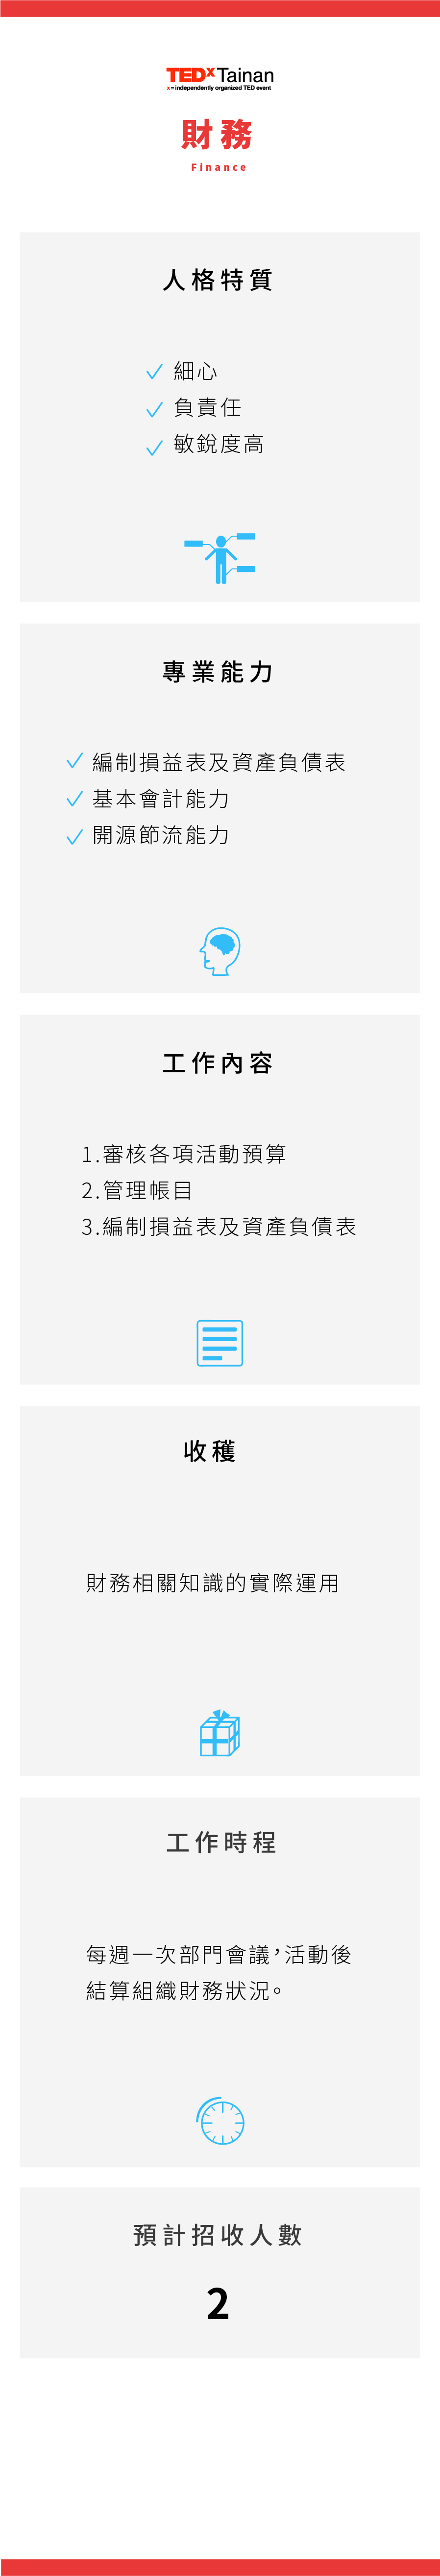 TEDxTainan
x = independently organized TED event
財務
Finance
人格特質
細心
負責任
敏銳度高
專業能力
編制損益表及資產負債表
基本會計能力
開源節流能力
工作內容
1.審核各項活動預算
2.管理帳目
3.編制損益表及資產負債表
收穫
財務相關知識的實際運用
工作時程
每週一次部門會議，活動後
結算組織財務狀況。
預計招收人數
2